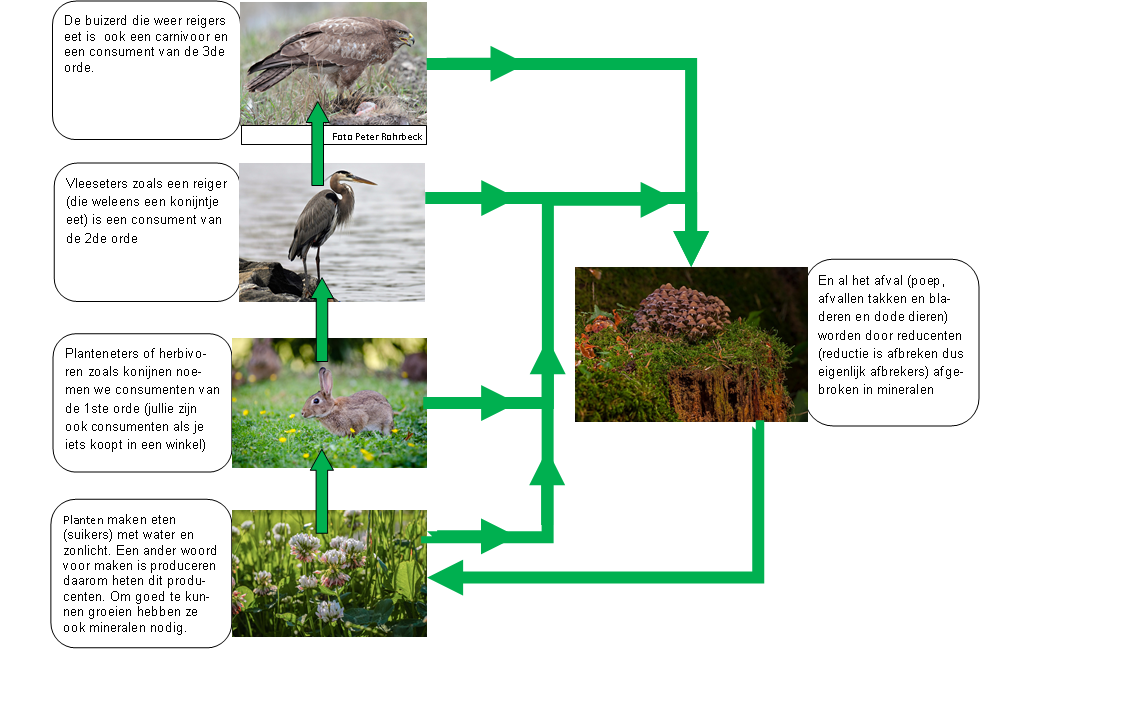 De buizerd die weer reigers
eet is ook een carnivoor en
een consument van de 3de
orde.
Foto Peter Rohrbeck
Vleeseters zoals een reiger
(die weleens een konijntje
eet) is een consument van
de 2de orde
En al het afval (poep,
afvallen takken en bla-
deren en dode dieren)
worden door reducenten
(reductie is afbreken dus
eigenlijk afbrekers) afge-
broken in mineralen
Planteneters of herbivo-
ren zoals konijnen noe-
men we consumenten van
de 1ste orde (jullie zijn
ook consumenten als je
iets koopt in een winkel)
Planten maken eten
(suikers) met water en
zonlicht. Een ander woord
voor maken is produceren
daarom heten dit produ-
centen. Om goed te kun-
nen groeien hebben ze
ook mineralen nodig.